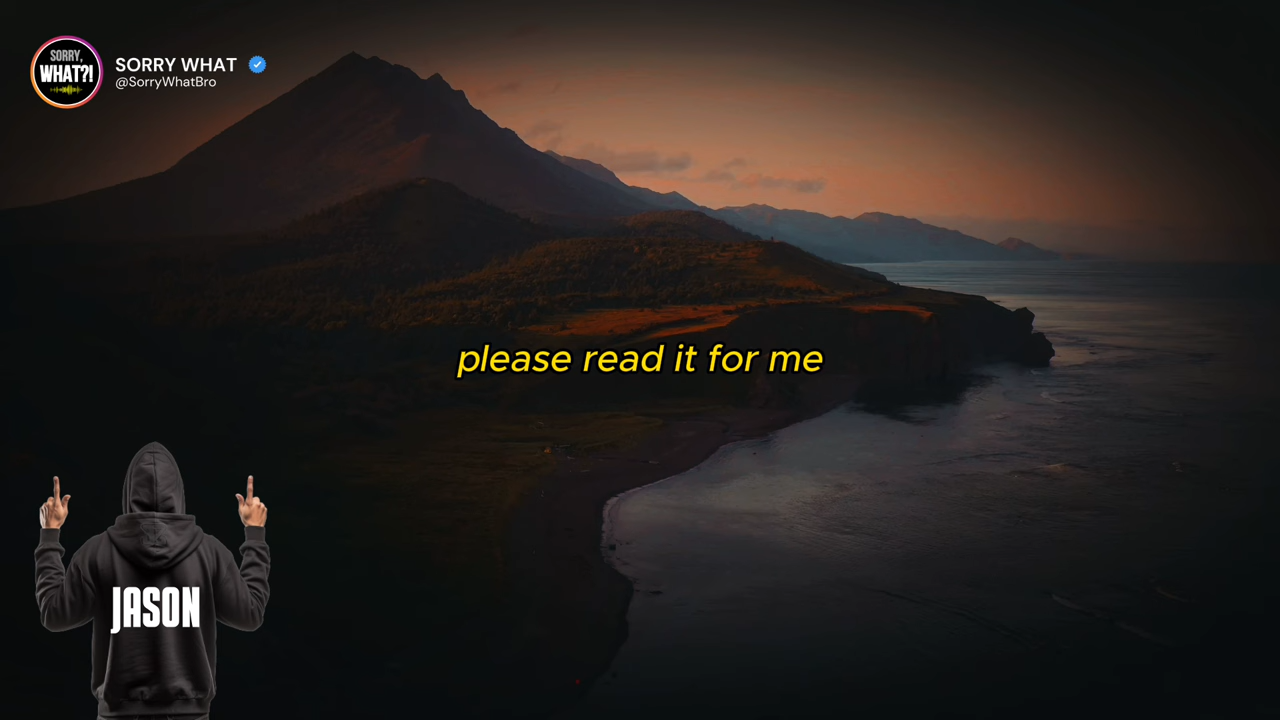 SORRY,
WHAT?!
SORRY WHAT
@SorryWhatBro
please read it for me
JASON